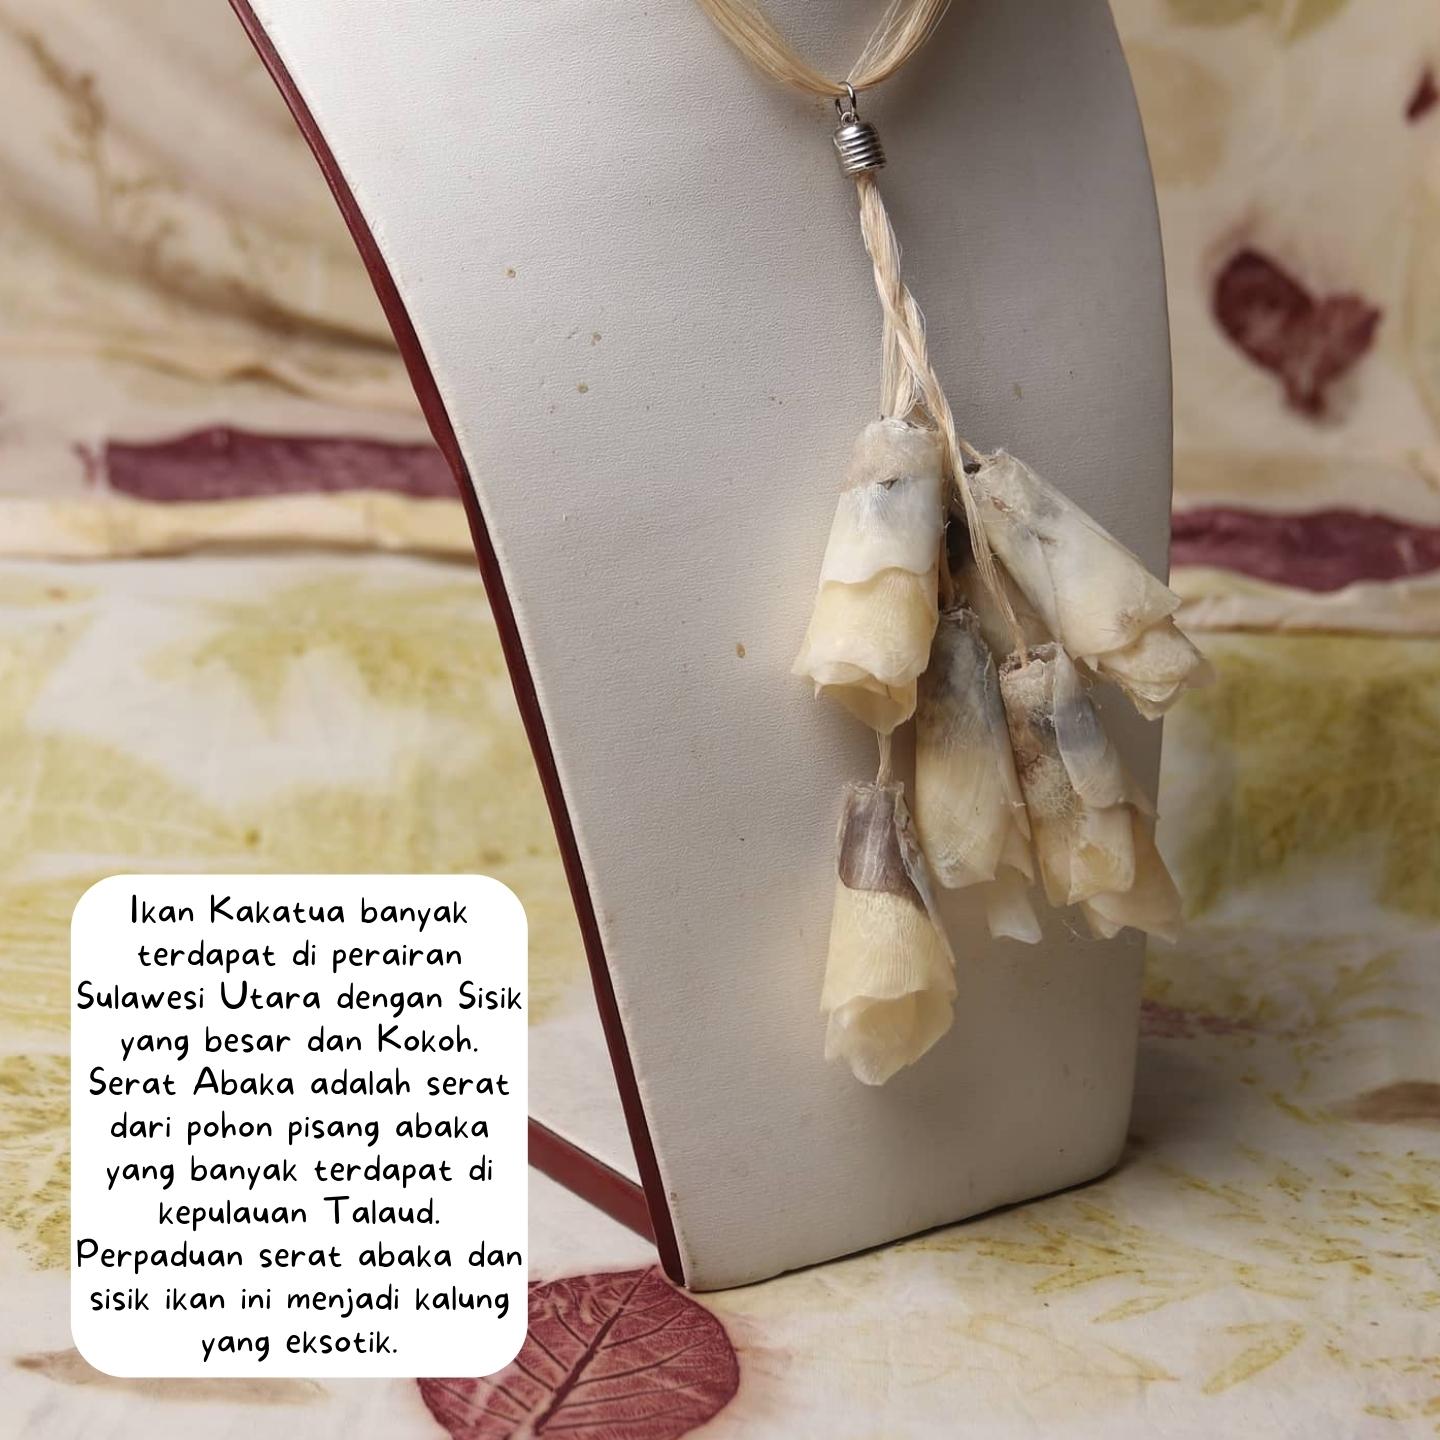 Ikan Kakatua banyak
terdapat di perairan
Sulawesi Utara dengan Sisik
yang besar dan Kokoh.
Serat Abaka adalah serat
dari pohon pisang abaka
yang banyak terdapat di
kepulauan Talaud.
Perpaduan serat abaka dan
sisik ikan ini menjadi kalung
yang eksotik.